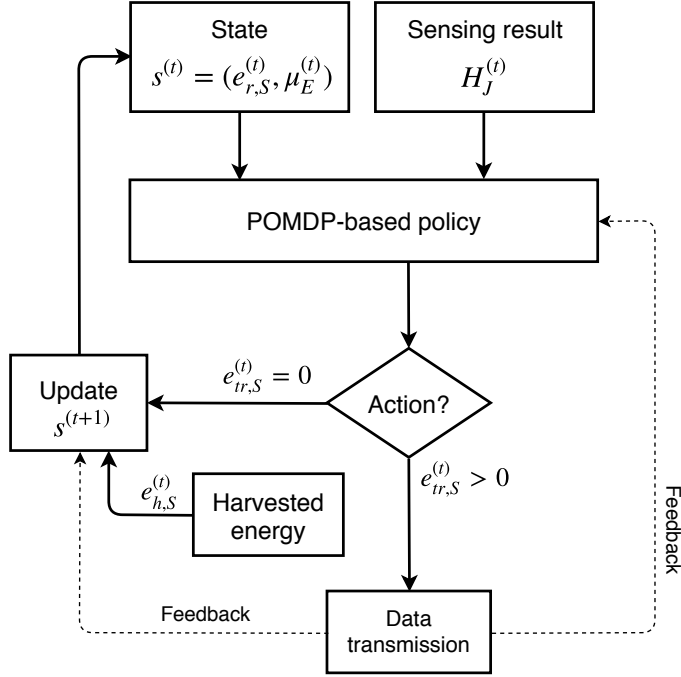 State
s^{(t)} = (e_{r,S}^{(t)}, μ_E^{(t)})
Sensing result
H_J^{(t)}
POMDP-based policy
Action?
e_{tr,S}^{(t)} = 0
Update
s^{(t+1)}
e_{h,S}^{(t)}
Harvested
energy
e_{tr,S}^{(t)} > 0
Feedback
Feedback
Data
transmission